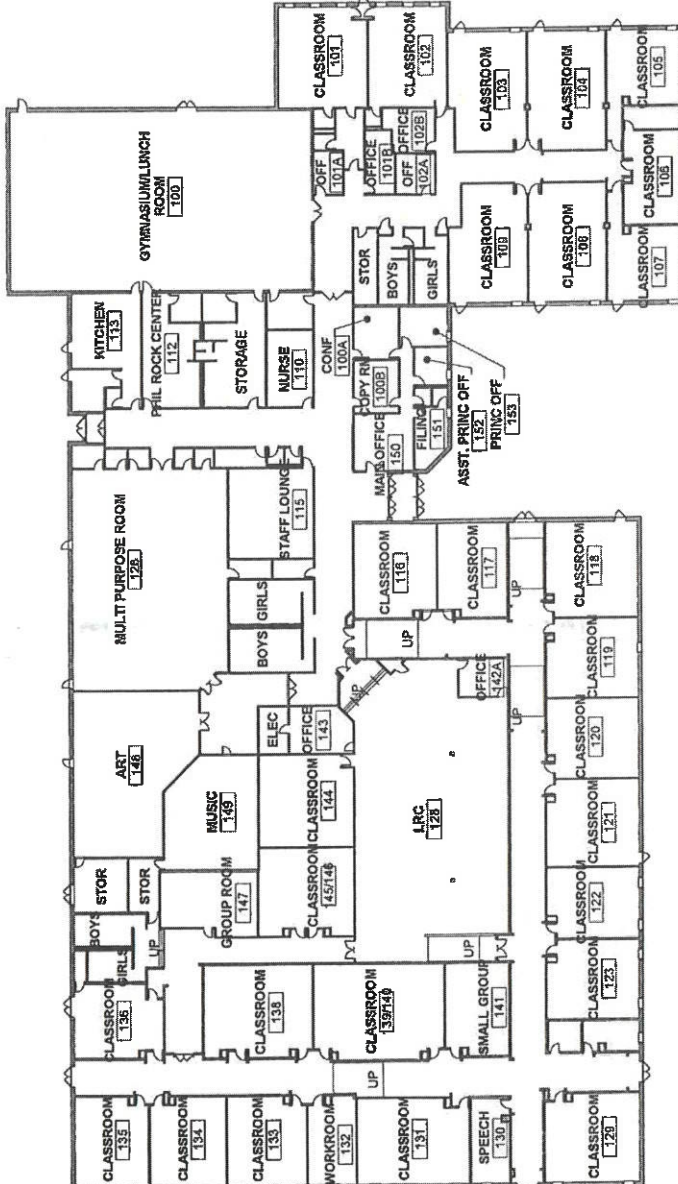 CLASSROOM
135
CLASSROOM
134
CLASSROOM
133
WORKROOM
132
CLASSROOM
131
SPEECH
130
CLASSROOM
129
CLASSROOM
136
GIRLS
BOYS
UP
STOR
STOR
CLASSROOM
138
CLASSROOM
139/140
SMALL GROUP
141
UP
UP
GROUP ROOM
147
CLASSROOM
145/146
CLASSROOM
144
MUSIC
149
ART
148
ELEC
OFFICE
143
UP
LRC
128
OFFICE
142A
UP
UP
UP
CLASSROOM
123
CLASSROOM
122
CLASSROOM
121
CLASSROOM
120
CLASSROOM
119
CLASSROOM
118
CLASSROOM
117
CLASSROOM
116
MULTI PURPOSE ROOM
BOYS
GIRLS
STAFF LOUNGE
115
KITCHEN
113
PHIL ROCK CENTER
112
STORAGE
NURSE
110
MAIN OFFICE
150
COPY RM
100B
CONF
100A
FILING
151
ASST. PRINC OFF
152
PRINC OFF
153
GYMNASIUM/LUNCH
ROOM
100
STOR
BOYS
GIRLS
OFF
101A
OFFICE
101B
OFF
102A
OFFICE
102B
CLASSROOM
101
CLASSROOM
102
CLASSROOM
103
CLASSROOM
104
CLASSROOM
105
CLASSROOM
CLASSROOM
107
CLASSROOM
CLASSROOM
109